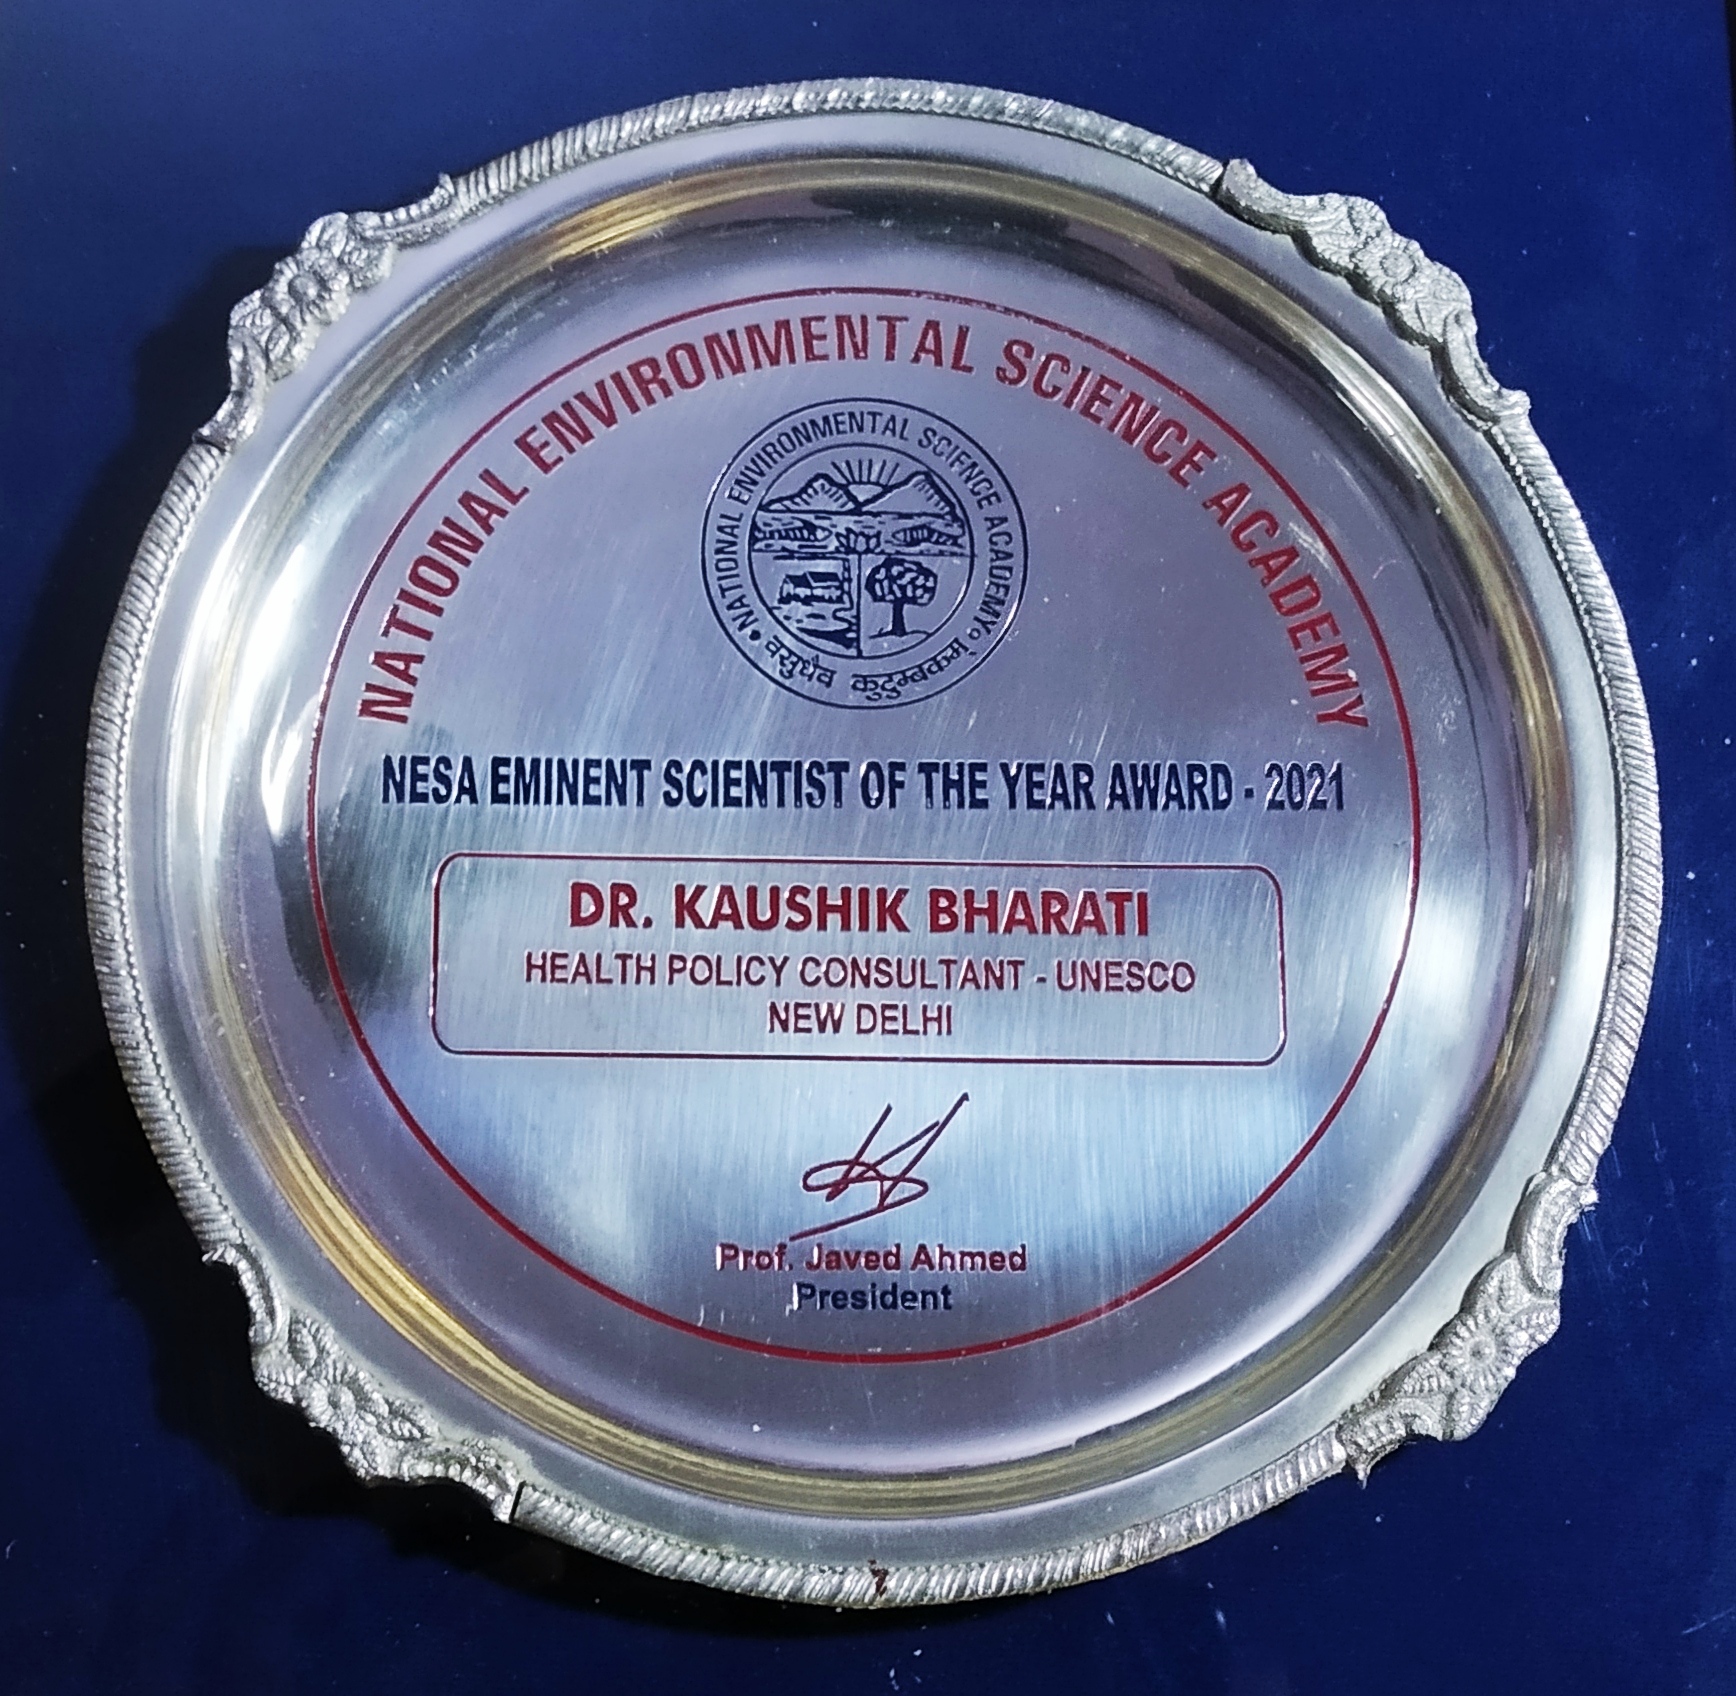 NATIONAL ENVIRONMENTAL SCIENCE ACADEMY
• NATIONAL ENVIRONMENTAL SCIENCE ACADEMY •
वसुधैव कुटुम्बकम्
NESA EMINENT SCIENTIST OF THE YEAR AWARD - 2021
DR. KAUSHIK BHARATI
HEALTH POLICY CONSULTANT - UNESCO
NEW DELHI
Prof. Javed Ahmed
President